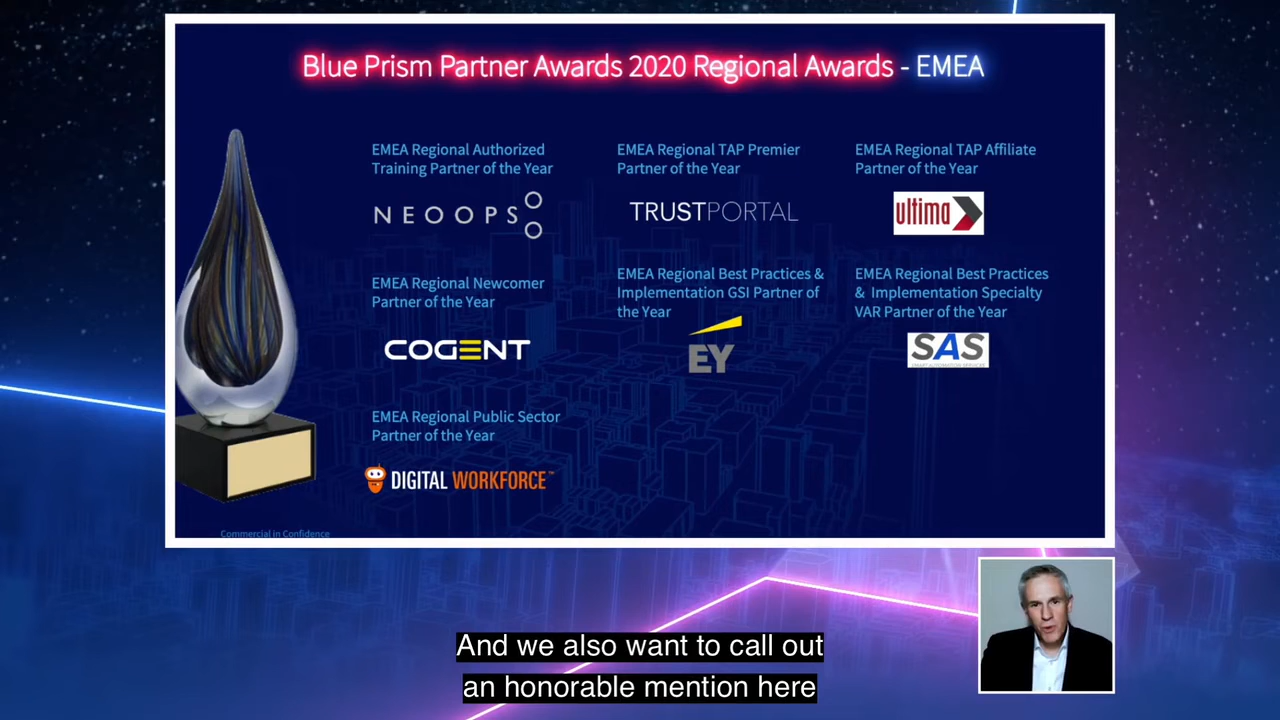 Blue Prism Partner Awards 2020 Regional Awards - EMEA
EMEA Regional Authorized
Training Partner of the Year
NEOOPS
EMEA Regional TAP Premier
Partner of the Year
TRUSTPORTAL
EMEA Regional TAP Affiliate
Partner of the Year
ultima
EMEA Regional Newcomer
Partner of the Year
COGENT
EMEA Regional Best Practices &
Implementation GSI Partner of
the Year
EY
EMEA Regional Best Practices
& Implementation Specialty
VAR Partner of the Year
SAS
SMART AUTOMATION SERVICES
EMEA Regional Public Sector
Partner of the Year
DIGITAL WORKFORCE™
Commercial in Confidence
And we also want to call out
an honorable mention here